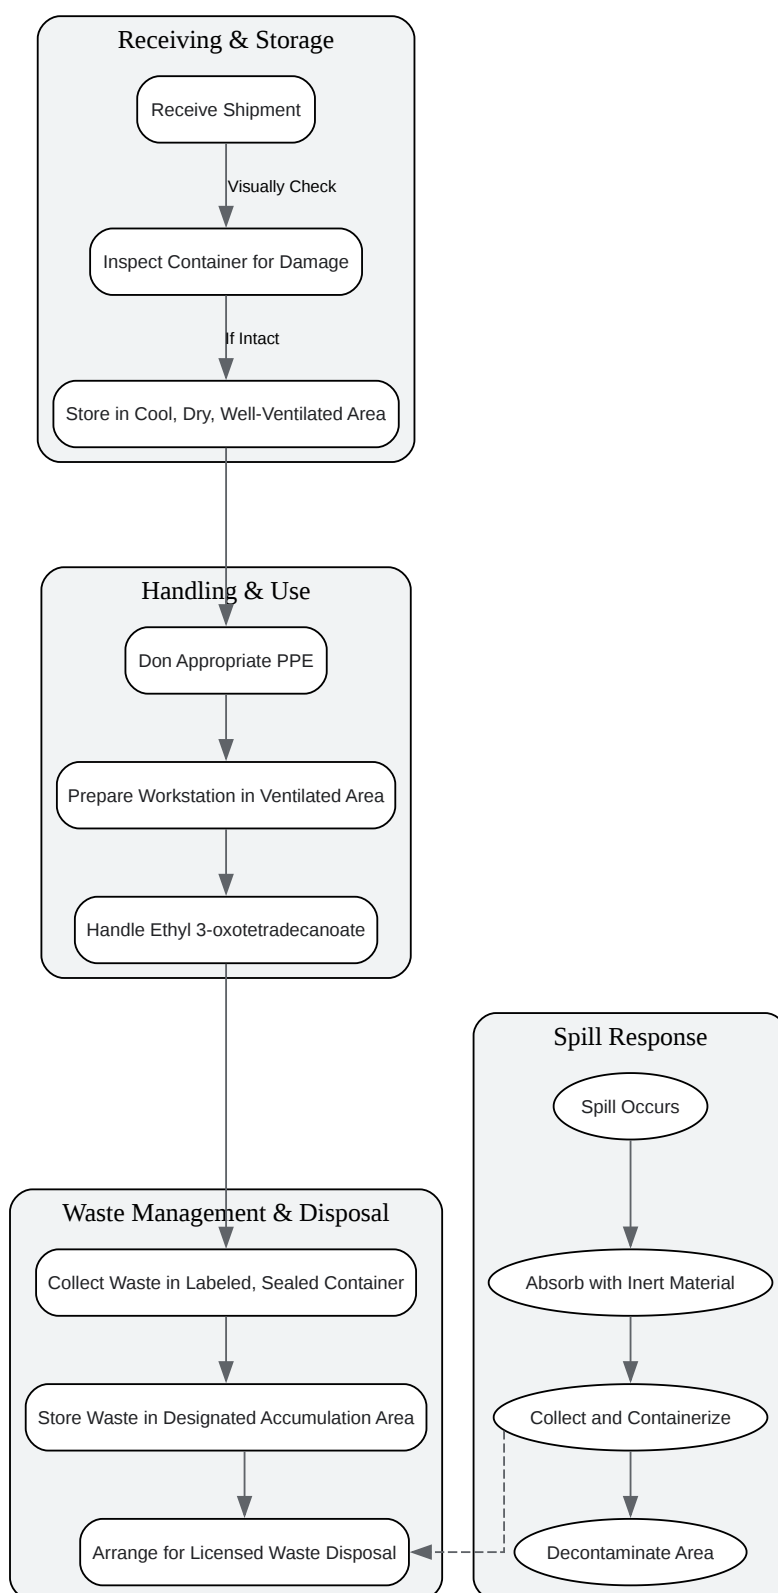 Receiving & Storage
Receive Shipment
Visually Check
Inspect Container for Damage
If Intact
Store in Cool, Dry, Well-Ventilated Area
Handling & Use
Don Appropriate PPE
Prepare Workstation in Ventilated Area
Handle Ethyl 3-oxotetradecanoate
Waste Management & Disposal
Collect Waste in Labeled, Sealed Container
Store Waste in Designated Accumulation Area
Arrange for Licensed Waste Disposal
Spill Response
Spill Occurs
Absorb with Inert Material
Collect and Containerize
Decontaminate Area